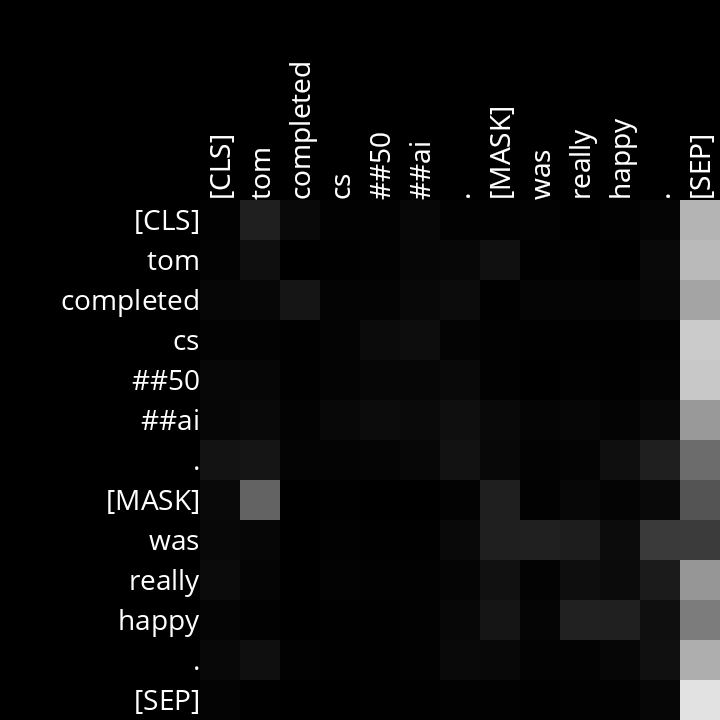 [CLS] tom completed cs ##50 ##ai . [MASK] was really happy . [SEP]
[CLS]
tom
completed
cs
##50
##ai
.
[MASK]
was
really
happy
.
[SEP]